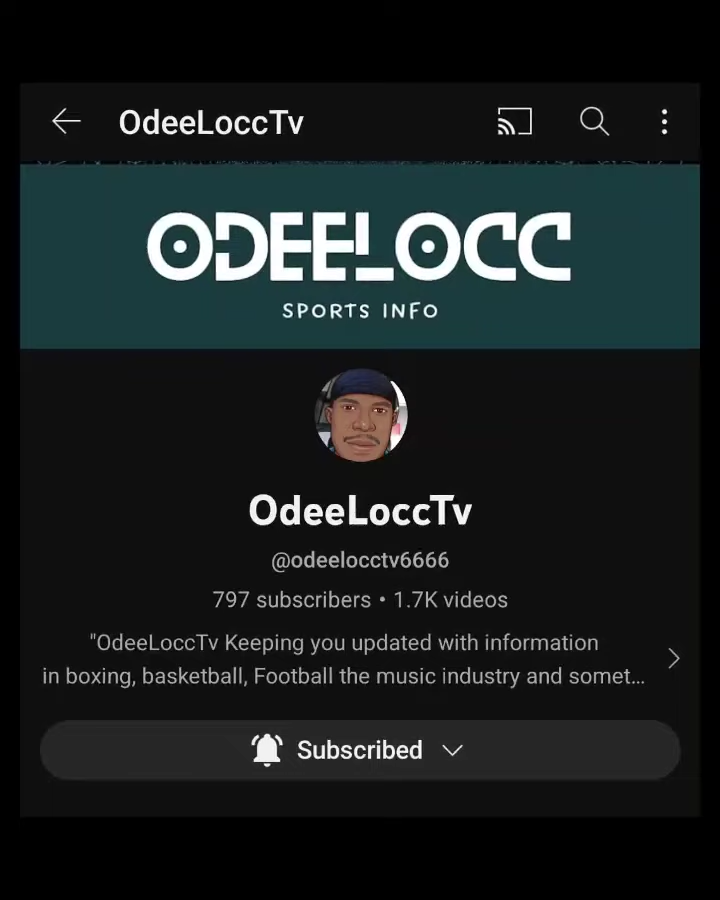 OdeeLoccTv
ODEELOCC
SPORTS INFO
OdeeLoccTv
@odeelocctv6666
797 subscribers • 1.7K videos
"OdeeLoccTv Keeping you updated with information
in boxing, basketball, Football the music industry and somet...
Subscribed